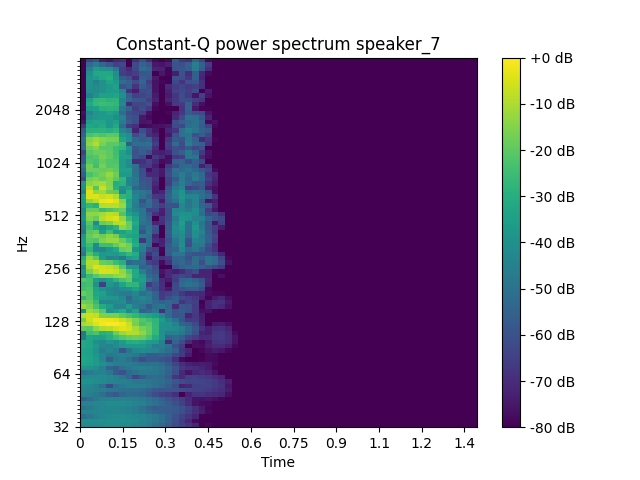 Constant-Q power spectrum speaker_7
+0 dB
2048
-10 dB
-20 dB
1024
-30 dB
512
Hz
-40 dB
256
-50 dB
128
-60 dB
64
-70 dB
32
-80 dB
0 0.15 0.3 0.45 0.6 0.75 0.9 1.1 1.2 1.4
Time